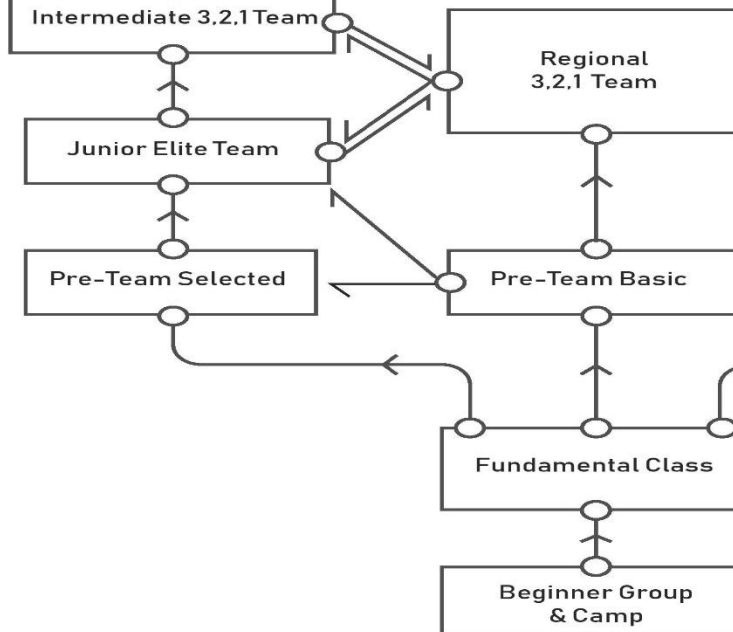 Intermediate 3,2,1 Team
Regional
3,2,1 Team
Junior Elite Team
Pre-Team Selected
Pre-Team Basic
Fundamental Class
Beginner Group
& Camp